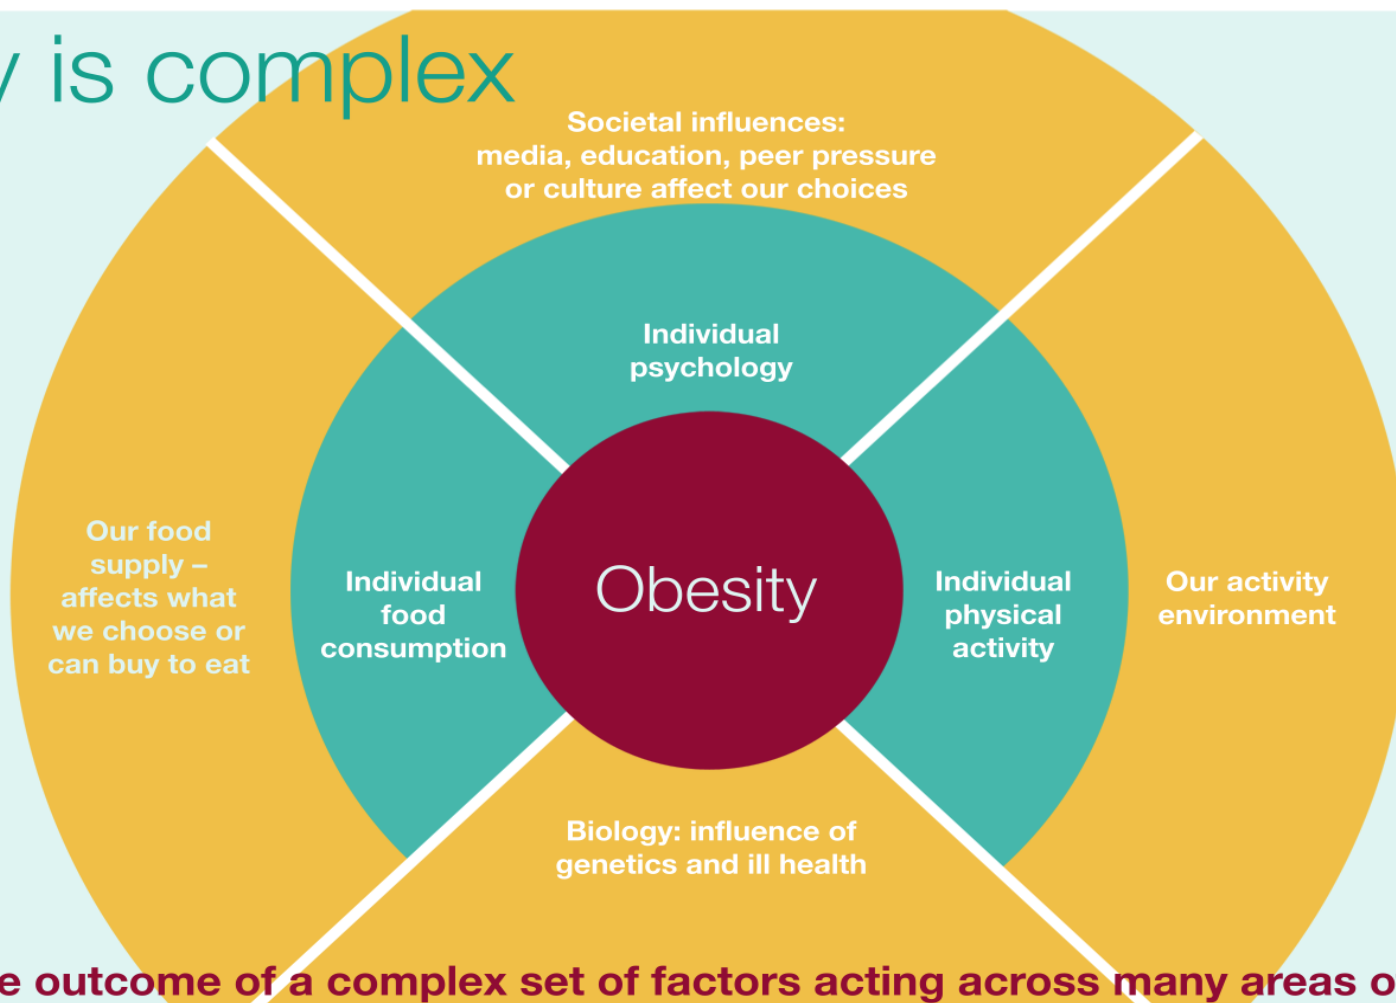 is complex
Societal influences:
media, education, peer pressure
or culture affect our choices
Individual
psychology
Our food
supply –
affects what
we choose or
can buy to eat
Individual
food
consumption
Obesity
Individual
physical
activity
Our activity
environment
Biology: influence of
genetics and ill health
outcome of a complex set of factors acting across many areas